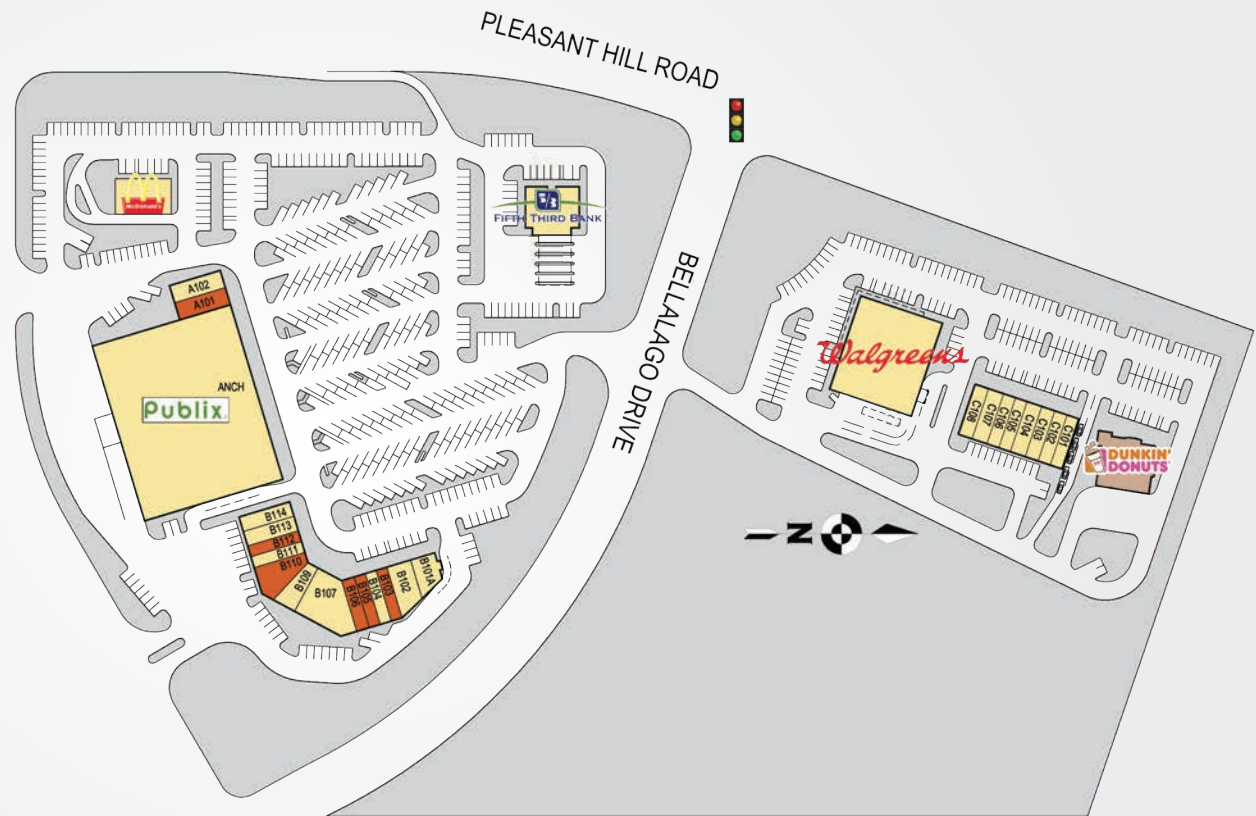 PLEASANT HILL ROAD
McDonald's
FIFTH THIRD BANK
BELLALAGO DRIVE
A102
A101
ANCH
Publix.
Walgreens
C108
C107
C106
C105
C104
C103
C102
C101
DUNKIN'
DONUTS
N
B114
B113
B112
B111
B110
B109
B107
B106
B105
B104
B103
B102
B101A